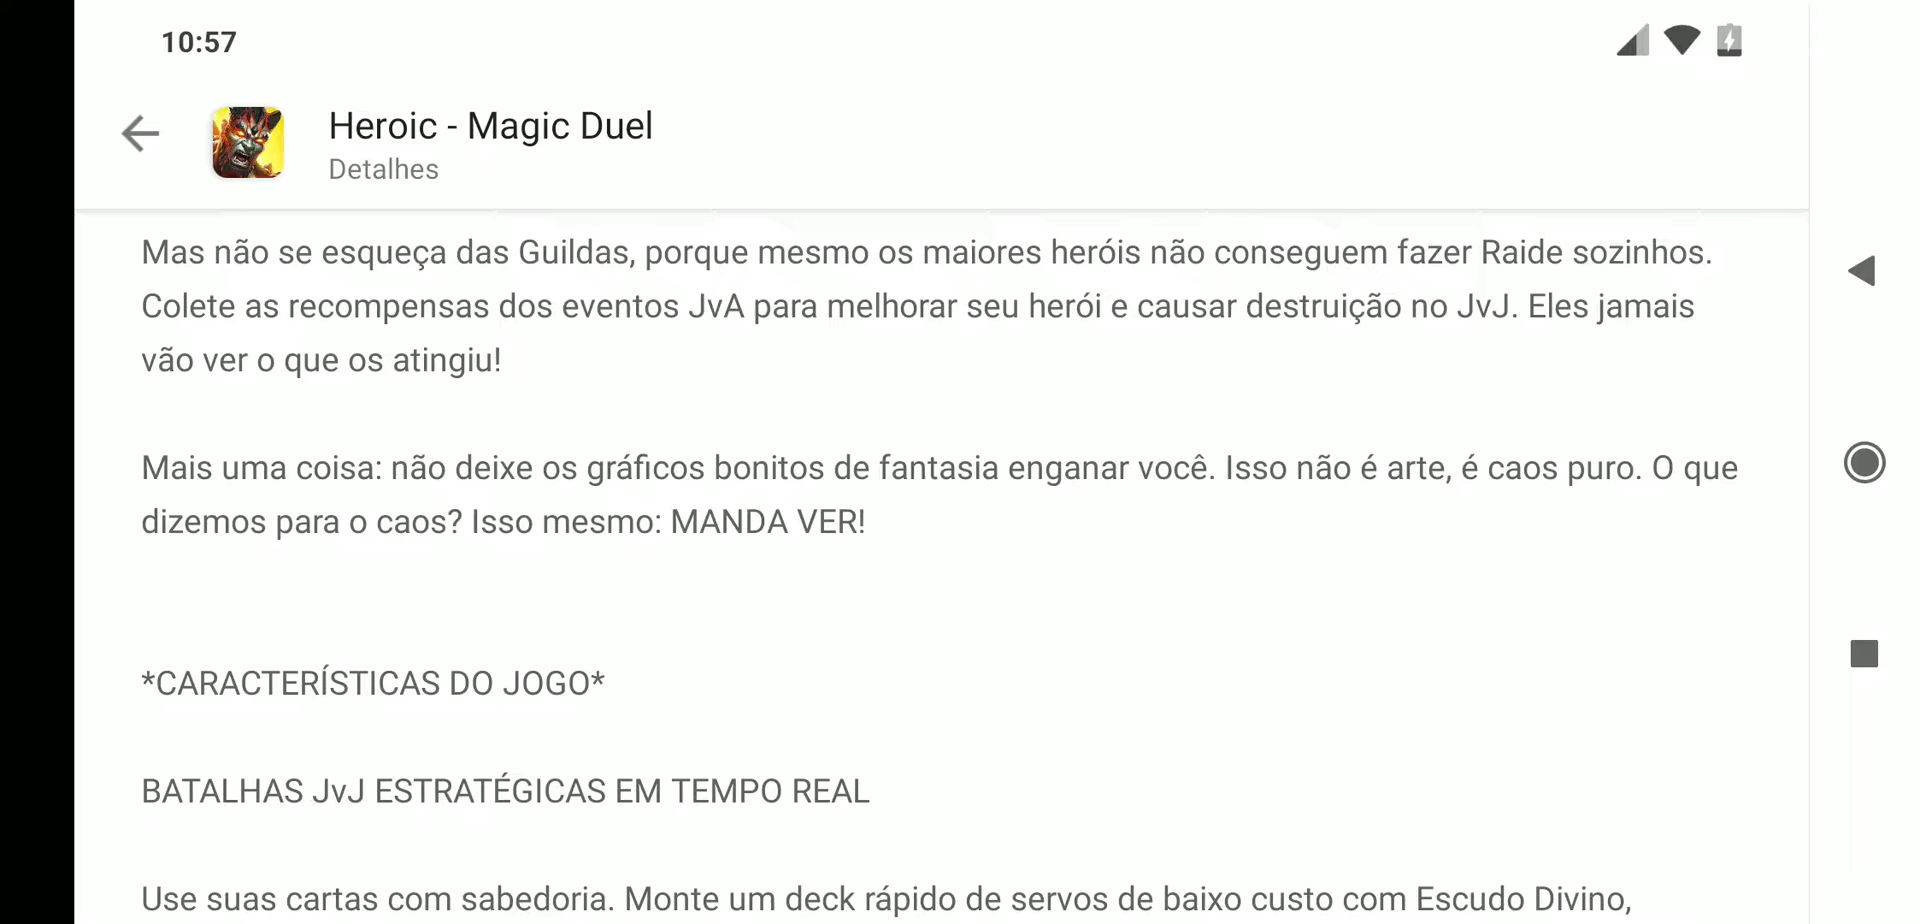 10:57
Heroic - Magic Duel
Detalhes
Mas não se esqueça das Guildas, porque mesmo os maiores heróis não conseguem fazer Raide sozinhos.
Colete as recompensas dos eventos JvA para melhorar seu herói e causar destruição no JvJ. Eles jamais
vão ver o que os atingiu!
Mais uma coisa: não deixe os gráficos bonitos de fantasia enganar você. Isso não é arte, é caos puro. O que
dizemos para o caos? Isso mesmo: MANDA VER!
*CARACTERÍSTICAS DO JOGO*
BATALHAS JvJ ESTRATÉGICAS EM TEMPO REAL
Use suas cartas com sabedoria. Monte um deck rápido de servos de baixo custo com Escudo Divino,